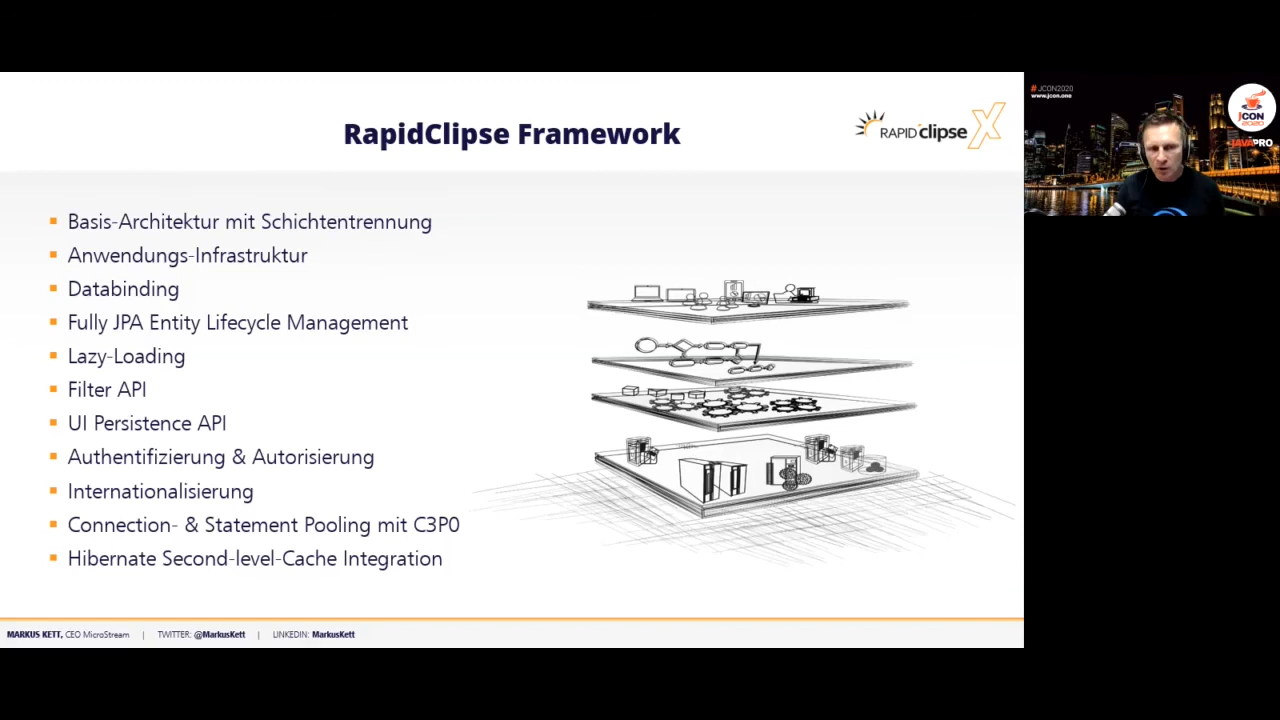 RapidClipse Framework
RAPID clipse X
Basis-Architektur mit Schichtentrennung
Anwendungs-Infrastruktur
Databinding
Fully JPA Entity Lifecycle Management
Lazy-Loading
Filter API
UI Persistence API
Authentifizierung & Autorisierung
Internationalisierung
Connection- & Statement Pooling mit C3P0
Hibernate Second-level-Cache Integration
MARKUS KETT, CEO MicroStream | TWITTER: @MarkusKett | LINKEDIN: MarkusKett
#JCON2020
www.jcon.one
JCON
2020
JAVAPRO